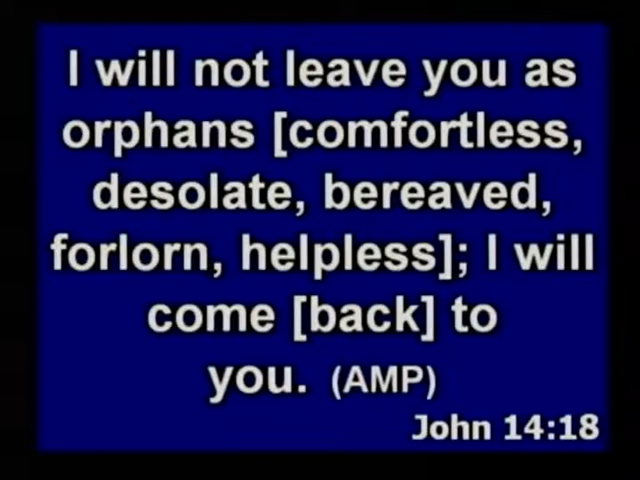 I will not leave you as
orphans [comfortless,
desolate, bereaved,
forlorn, helpless]; I will
come [back] to
you. (AMP)
John 14:18